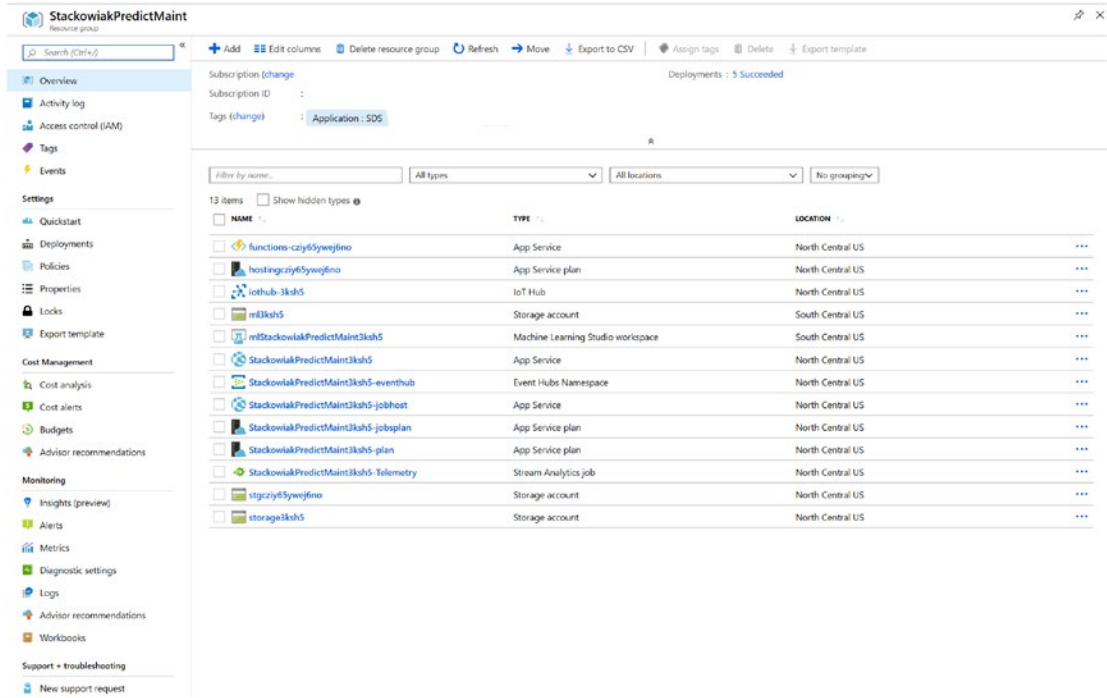 StackowiakPredictMaint
Resource group
Search (Ctrl+/)
Overview
Activity log
Access control (IAM)
Tags
Events
Settings
Quickstart
Deployments
Policies
Properties
Locks
Export template
Cost Management
Cost analysis
Cost alerts
Budgets
Advisor recommendations
Monitoring
Insights (preview)
Alerts
Metrics
Diagnostic settings
Logs
Advisor recommendations
Workbooks
Support + troubleshooting
New support request
Add Edit columns Delete resource group Refresh Move Export to CSV Assign tags Delete Export template
Subscription (change Deployments : 5 Succeeded
Subscription ID :
Tags (change) : Application : SDS
Filter by name... All types All locations No grouping
13 items Show hidden types
NAME TYPE LOCATION
functions-cziy65ywej6no App Service North Central US
hostingcziy65ywej6no App Service plan North Central US
iothub-3ksh5 IoT Hub North Central US
ml3ksh5 Storage account South Central US
mlStackowiakPredictMaint3ksh5 Machine Learning Studio workspace South Central US
StackowiakPredictMaint3ksh5 App Service North Central US
StackowiakPredictMaint3ksh5-eventhub Event Hubs Namespace North Central US
StackowiakPredictMaint3ksh5-jobhost App Service North Central US
StackowiakPredictMaint3ksh5-jobsplan App Service plan North Central US
StackowiakPredictMaint3ksh5-plan App Service plan North Central US
StackowiakPredictMaint3ksh5-Telemetry Stream Analytics job North Central US
stgcziy65ywej6no Storage account North Central US
storage3ksh5 Storage account North Central US